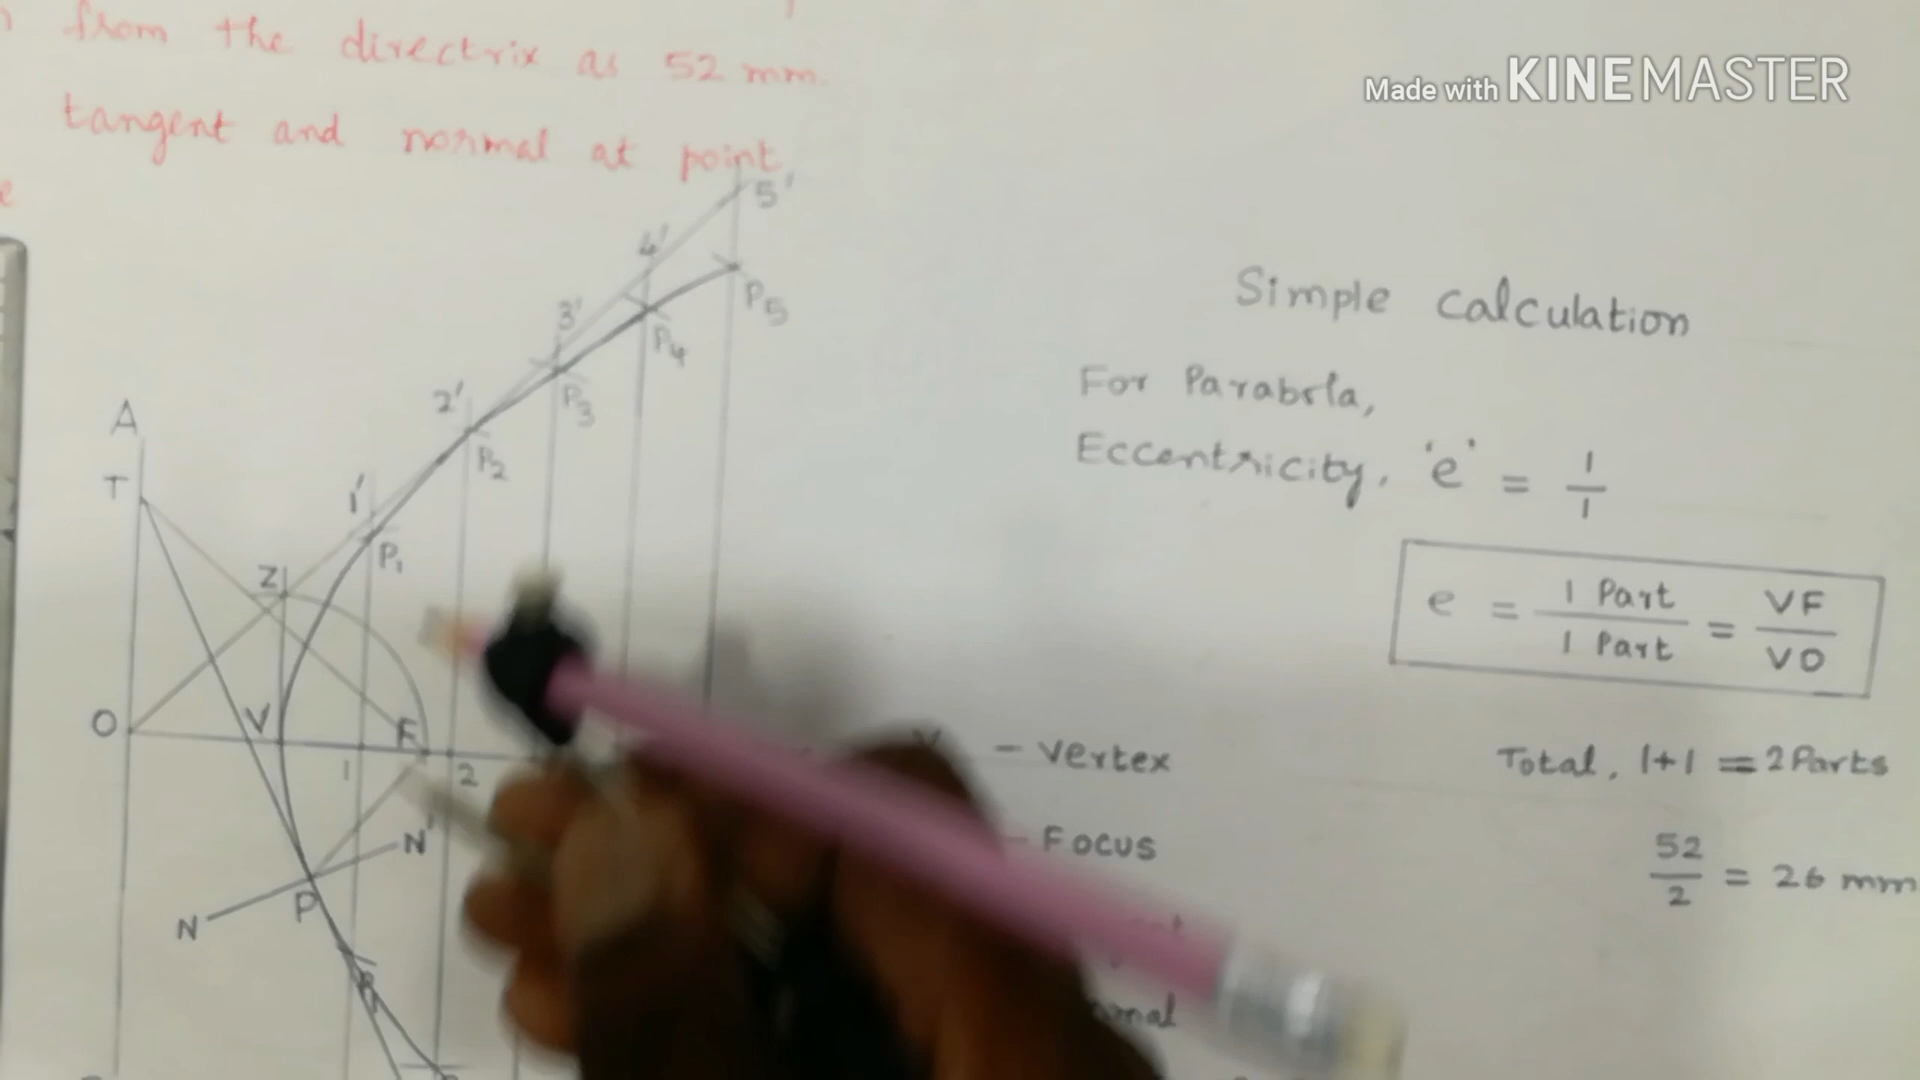 from the directrix as 52 mm.
tangent and normal at point
Made with KINEMASTER
5'
4'
P5
3'
P4
2'
P3
A
P2
T
1'
P1
Z
O
V
F
1
2
N'
P
N
Simple Calculation
For Parabola,
Eccentricity, 'e' = 1/1
e = 1 Part / 1 Part = VF / VO
- Vertex
Total, 1+1 = 2 Parts
- Focus
52/2 = 26 mm